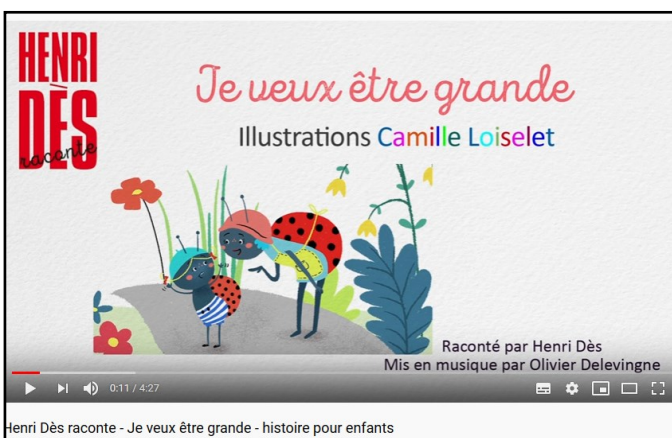 HENRI
DÈS
raconte
Je veux être grande
Illustrations Camille Loiselet
Raconté par Henri Dès
Mis en musique par Olivier Delevingne
0:11 / 4:27
Henri Dès raconte - Je veux être grande - histoire pour enfants